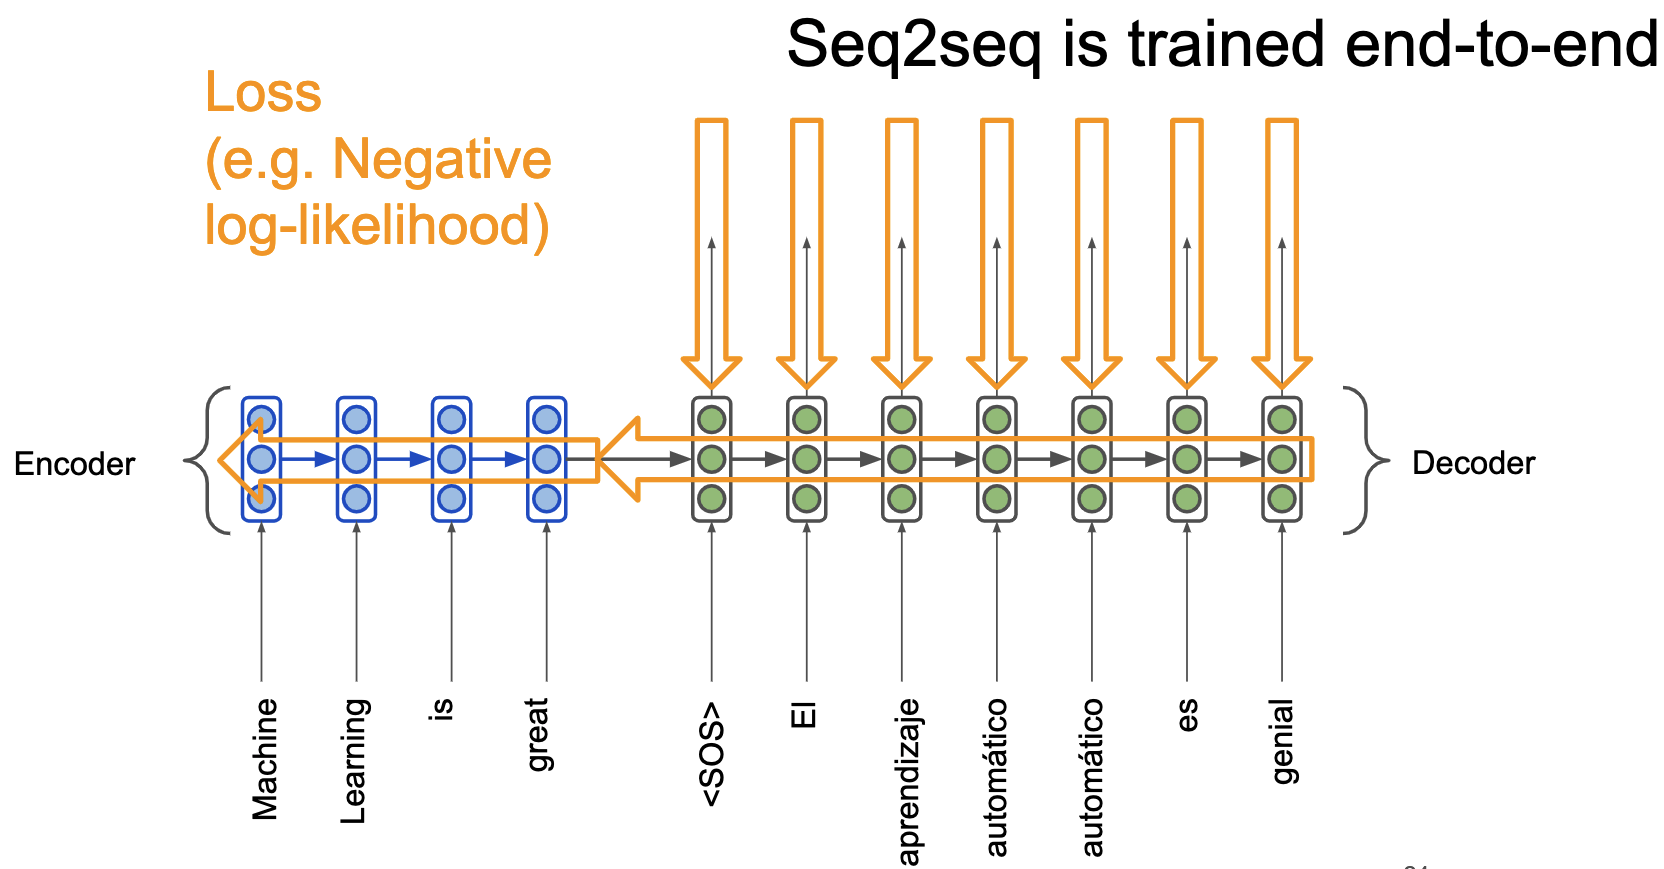 Seq2seq is trained end-to-end
Loss
(e.g. Negative
log-likelihood)
Encoder
Decoder
Machine
Learning
is
great
<SOS>
El
aprendizaje
automático
automático
es
genial